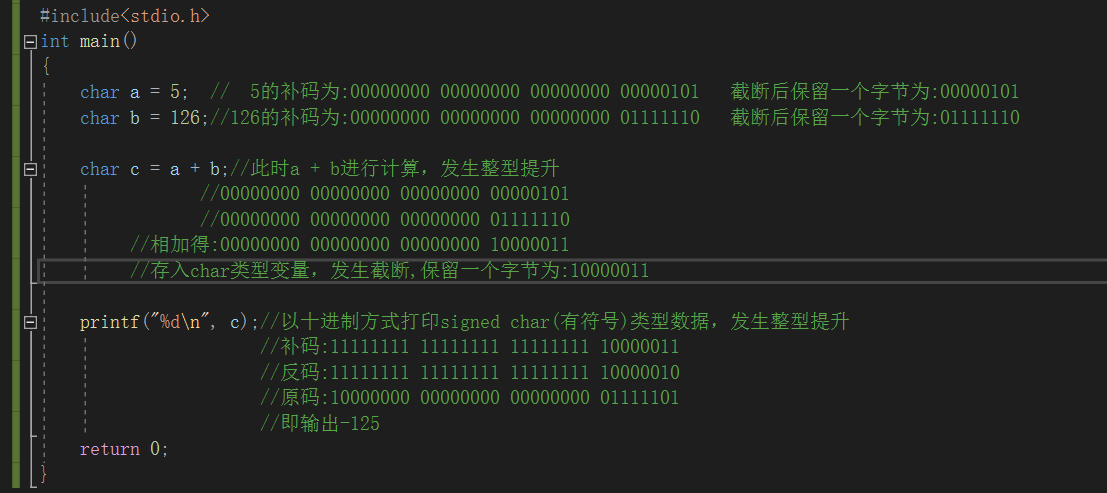 #include<stdio.h>
int main()
{
char a = 5;  //  5的补码为:00000000 00000000 00000000 00000101   截断后保留一个字节为:00000101
char b = 126;//126的补码为:00000000 00000000 00000000 01111110   截断后保留一个字节为:01111110
char c = a + b;//此时a + b进行计算，发生整型提升
//00000000 00000000 00000000 00000101
//00000000 00000000 00000000 01111110
//相加得:00000000 00000000 00000000 10000011
//存入char类型变量，发生截断,保留一个字节为:10000011
printf("%d\n", c);//以十进制方式打印signed char(有符号)类型数据，发生整型提升
//补码:11111111 11111111 11111111 10000011
//反码:11111111 11111111 11111111 10000010
//原码:10000000 00000000 00000000 01111101
//即输出-125
return 0;
}